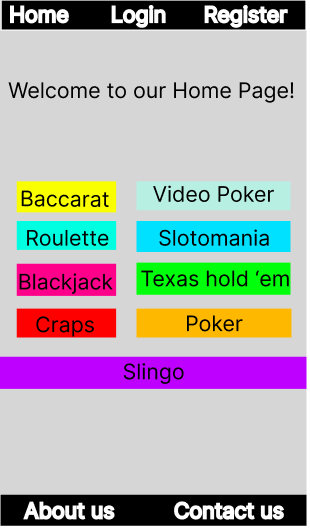 Home Login Register
Welcome to our Home Page!
Baccarat Video Poker
Roulette Slotomania
Blackjack Texas hold ‘em
Craps Poker
Slingo
About us Contact us